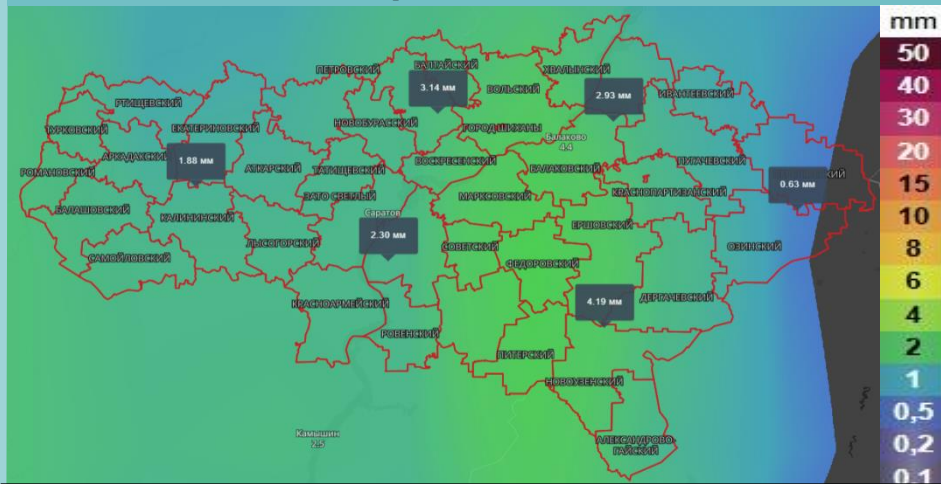 mm
50
40
30
20
15
10
8
6
4
2
1
0,5
0,2
0,1
ПЕТРОВСКИЙ
БАЛТАЙСКИЙ
3.14 мм
ВОЛЬСКИЙ
ХВАЛЫНСКИЙ
2.93 мм
ИВАНТЕЕВСКИЙ
РТИЩЕВСКИЙ
ТУРКОВСКИЙ
ЕКАТЕРИНОВСКИЙ
НОВОБУРАССКИЙ
ГОРОД ШИХАНЫ
Балаково
4.4
АРКАДАКСКИЙ
1.88 мм
АТКАРСКИЙ
ТАТИЩЕВСКИЙ
ВОСКРЕСЕНСКИЙ
БАЛАКОВСКИЙ
ПУГАЧЕВСКИЙ
РОМАНОВСКИЙ
ЗАТО СВЕТЛЫЙ
МАРКСОВСКИЙ
КРАСНОПАРТИЗАНСКИЙ
0.63 мм
СКИЙ
БАЛАШОВСКИЙ
КАЛИНИНСКИЙ
Саратов
2.30 мм
ЕРШОВСКИЙ
ЛЫСОГОРСКИЙ
СОВЕТСКИЙ
ОЗИНСКИЙ
САМОЙЛОВСКИЙ
ФЕДОРОВСКИЙ
КРАСНОАРМЕЙСКИЙ
4.19 мм
ДЕРГАЧЕВСКИЙ
РОВЕНСКИЙ
ПИТЕРСКИЙ
НОВОУЗЕНСКИЙ
Камышин
2.5
АЛЕКСАНДРОВО-
ГАЙСКИЙ